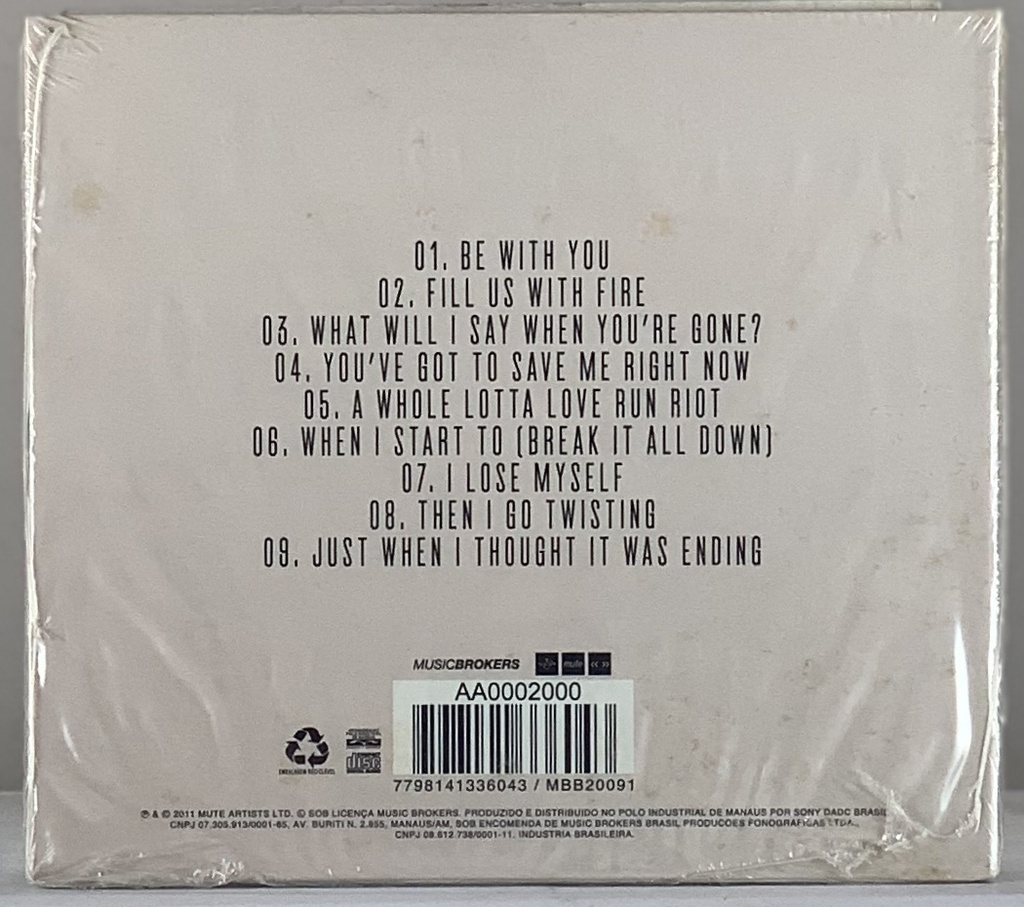 01. BE WITH YOU
02. FILL US WITH FIRE
03. WHAT WILL I SAY WHEN YOU'RE GONE?
04. YOU'VE GOT TO SAVE ME RIGHT NOW
05. A WHOLE LOTTA LOVE RUN RIOT
06. WHEN I START TO (BREAK IT ALL DOWN)
07. I LOSE MYSELF
08. THEN I GO TWISTING
09. JUST WHEN I THOUGHT IT WAS ENDING
MUSICBROKERS mute
AA0002000
EMBALAGEM RECICLÁVEL
disc
7798141336043 / MBB20091
℗ & © 2011 MUTE ARTISTS LTD. © SOB LICENÇA MUSIC BROKERS. PRODUZIDO E DISTRIBUIDO NO POLO INDUSTRIAL DE MANAUS POR SONY DADC BRASIL
CNPJ 07.305.913/0001-65, AV. BURITI N. 2.855, MANAUS/AM, SOB ENCOMENDA DE MUSIC BROKERS BRASIL PRODUCOES FONOGRAFICAS LTDA.,
CNPJ 08.612.738/0001-11. INDUSTRIA BRASILEIRA.